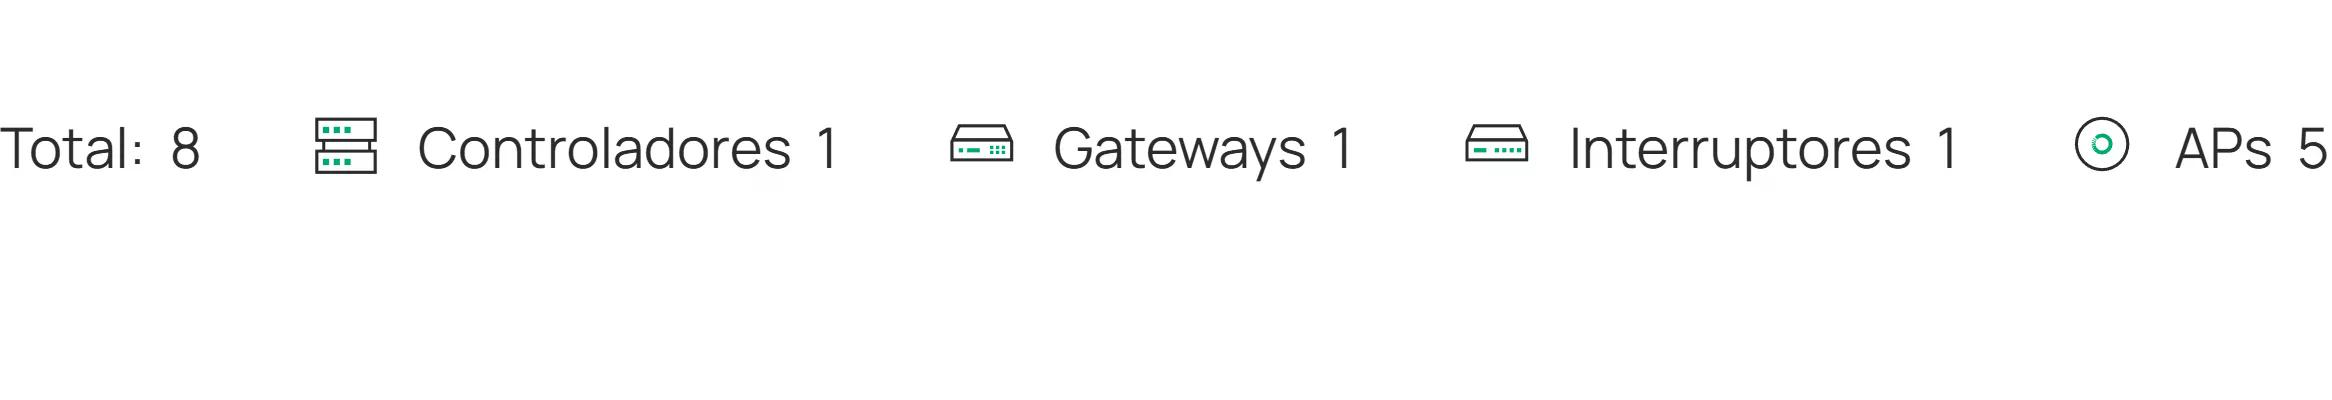 Total: 8 Controladores 1 Gateways 1 Interruptores 1 APs 5